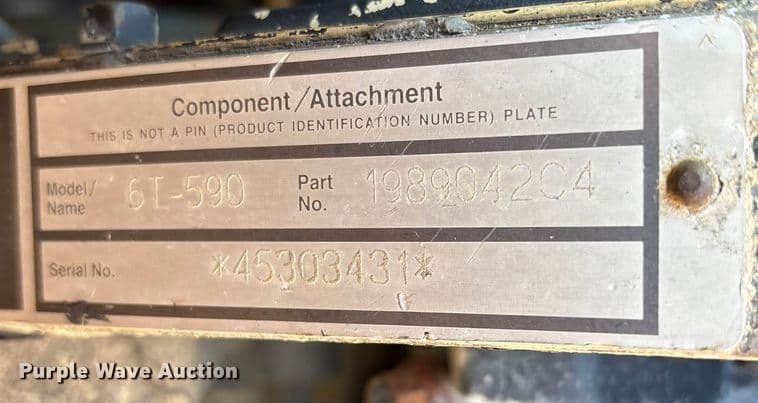 Component/Attachment
THIS IS NOT A PIN (PRODUCT IDENTIFICATION NUMBER) PLATE
Model/ Name 6T-590 Part No. 1989042C4
Serial No. *45303431*
Purple Wave Auction